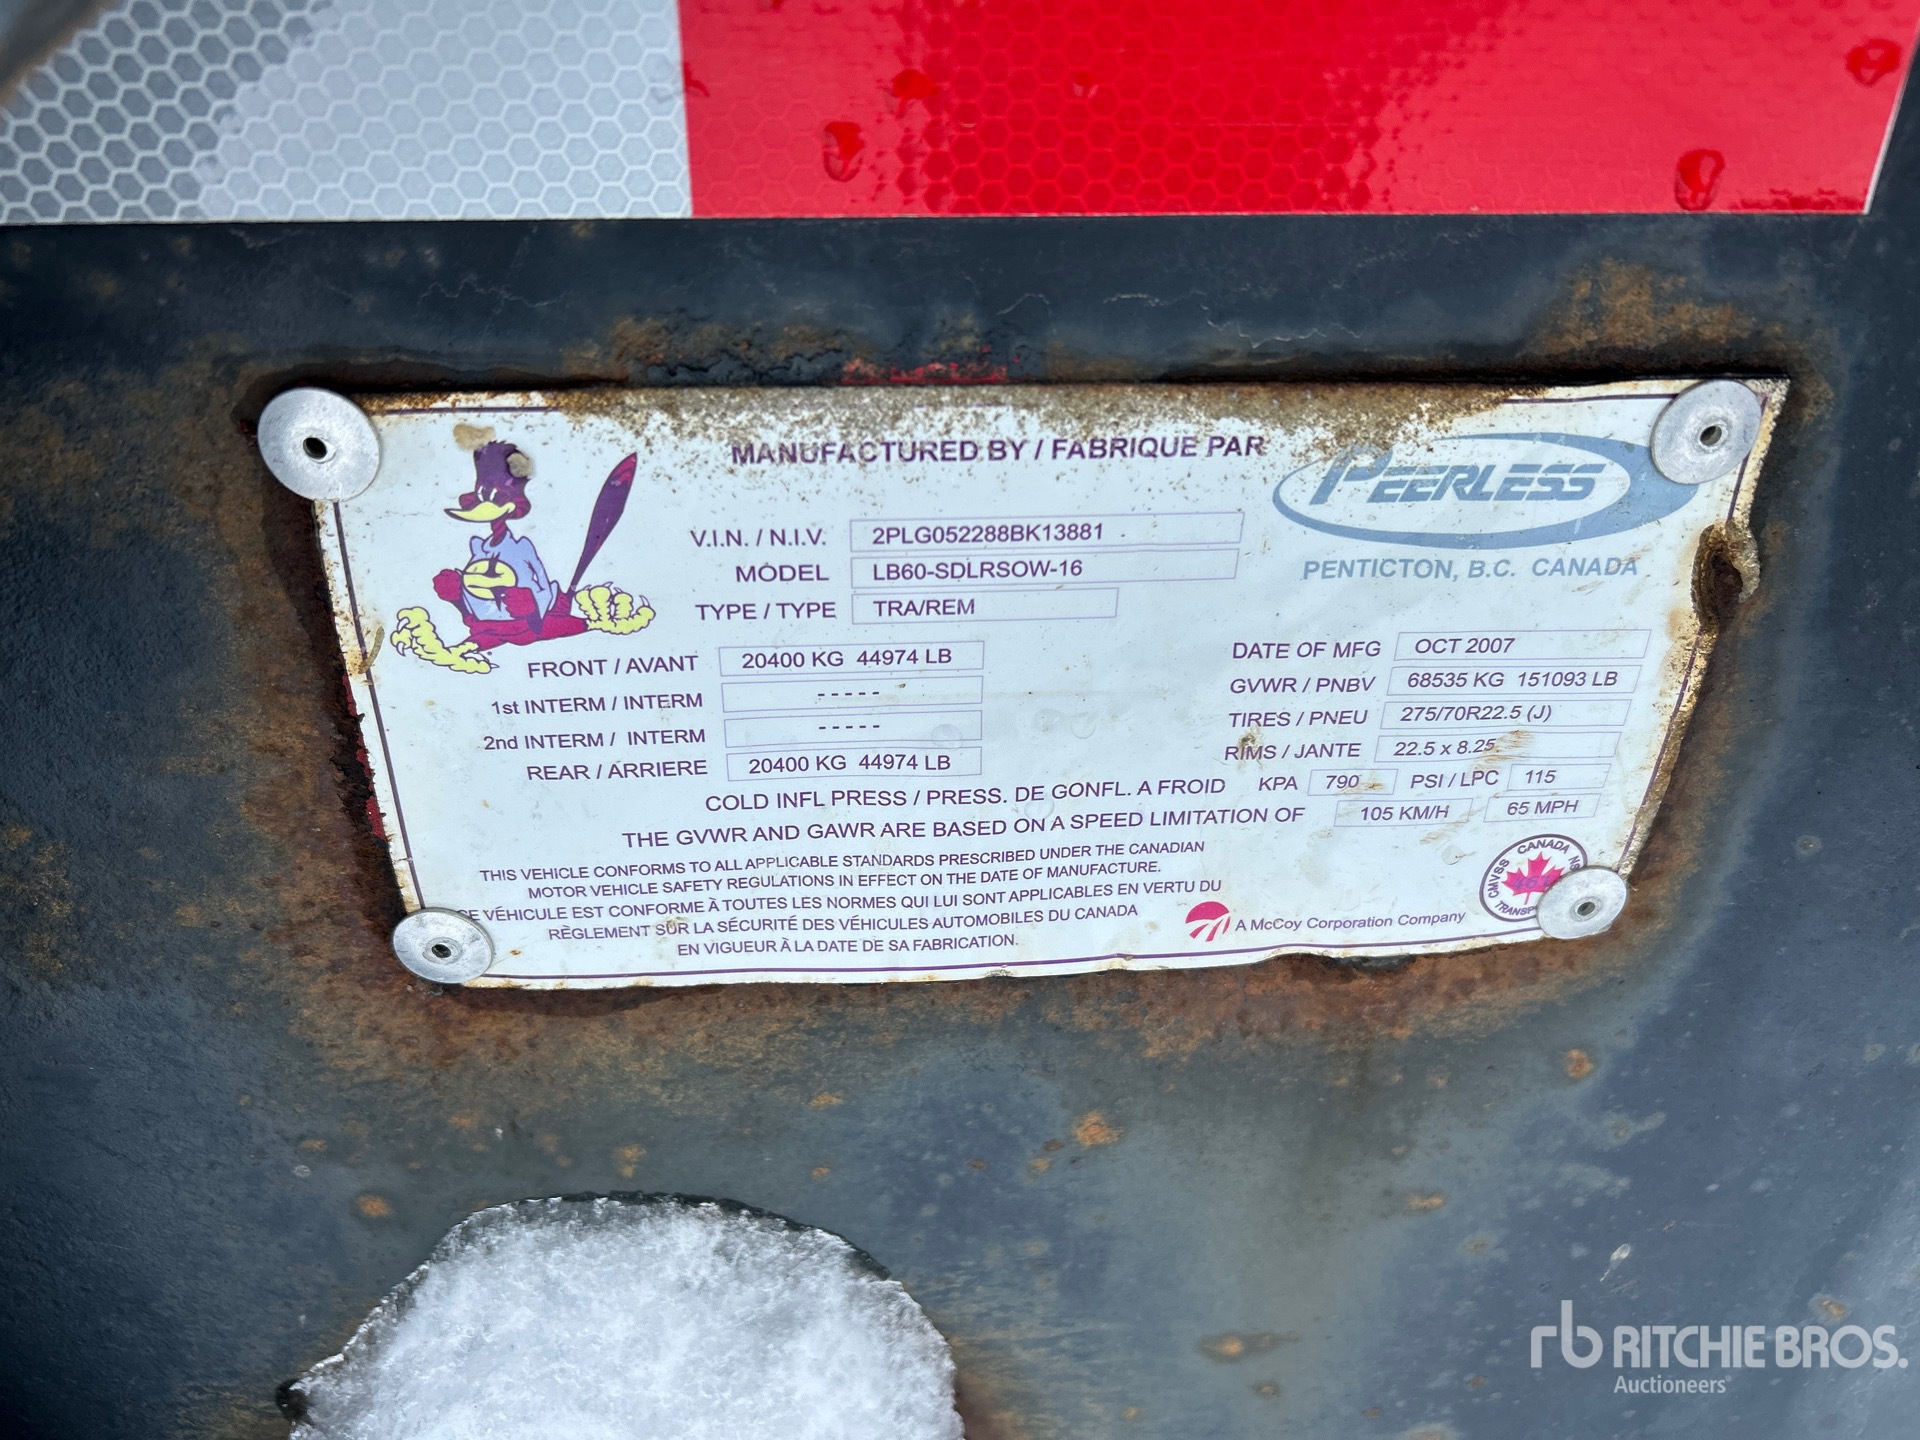 MANUFACTURED BY / FABRIQUE PAR
PEERLESS
PENTICTON, B.C. CANADA
V.I.N. / N.I.V. 2PLG052288BK13881
MODEL LB60-SDLRSOW-16
TYPE / TYPE TRA/REM
FRONT / AVANT 20400 KG 44974 LB
1st INTERM / INTERM - - - - -
2nd INTERM / INTERM - - - - -
REAR / ARRIERE 20400 KG 44974 LB
DATE OF MFG OCT 2007
GVWR / PNBV 68535 KG 151093 LB
TIRES / PNEU 275/70R22.5 (J)
RIMS / JANTE 22.5 x 8.25
COLD INFL PRESS / PRESS. DE GONFL. A FROID KPA 790 PSI / LPC 115
THE GVWR AND GAWR ARE BASED ON A SPEED LIMITATION OF 105 KM/H 65 MPH
THIS VEHICLE CONFORMS TO ALL APPLICABLE STANDARDS PRESCRIBED UNDER THE CANADIAN
MOTOR VEHICLE SAFETY REGULATIONS IN EFFECT ON THE DATE OF MANUFACTURE.
CE VÉHICULE EST CONFORME À TOUTES LES NORMES QUI LUI SONT APPLICABLES EN VERTU DU
RÈGLEMENT SUR LA SÉCURITÉ DES VÉHICULES AUTOMOBILES DU CANADA
EN VIGUEUR À LA DATE DE SA FABRICATION.
A McCoy Corporation Company
CMVSS CANADA
rb RITCHIE BROS.
Auctioneers